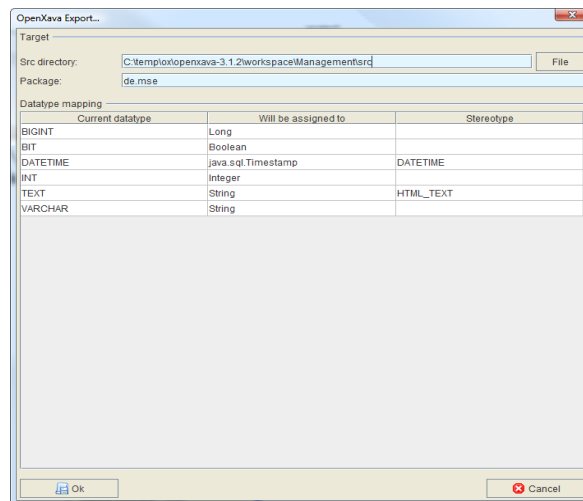 OpenXava Export...
Target
Src directory: C:\temp\ox\openxava-3.1.2\workspace\Management\src File
Package: de.mse
Datatype mapping
Current datatype Will be assigned to Stereotype
BIGINT Long
BIT Boolean
DATETIME java.sql.Timestamp DATETIME
INT Integer
TEXT String HTML_TEXT
VARCHAR String
Ok Cancel